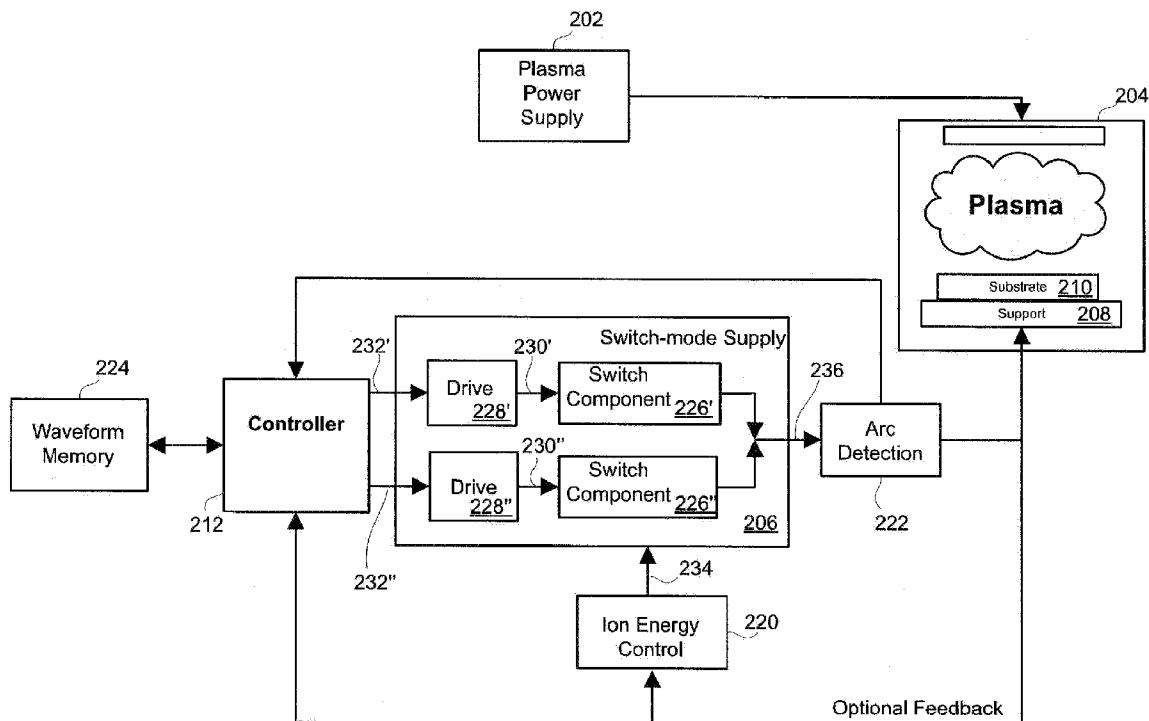 202
Plasma
Power
Supply
204
Plasma
Substrate 210
Support 208
Switch-mode Supply
232'
230'
236
224
Waveform
Memory
Controller
Drive
228'
Switch
Component
226'
Arc
Detection
230"
Drive
228"
Switch
Component
226"
206
212
222
232"
234
Ion Energy
Control
220
Optional Feedback